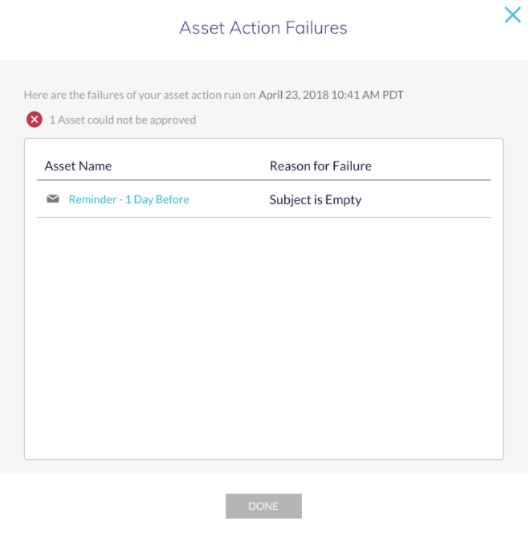 Asset Action Failures
Here are the failures of your asset action run on April 23, 2018 10:41 AM PDT
1 Asset could not be approved
Asset Name Reason for Failure
Reminder - 1 Day Before Subject is Empty
DONE